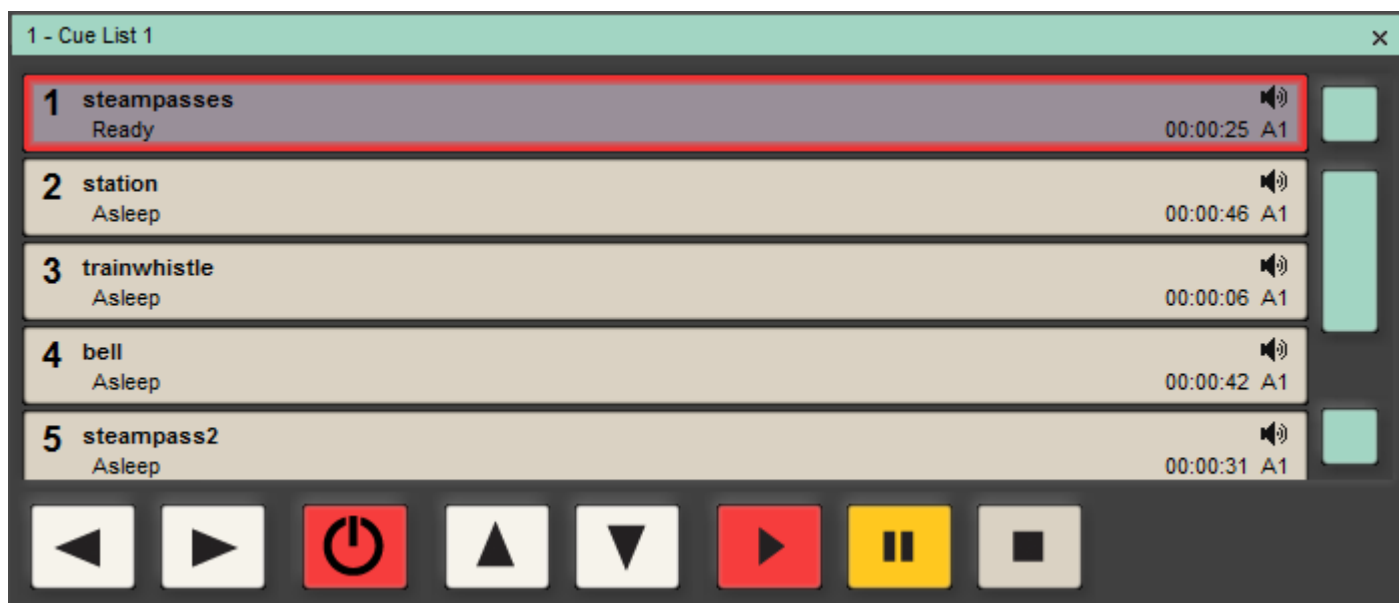 1 - Cue List 1
1 steampasses
Ready 00:00:25 A1
2 station
Asleep 00:00:46 A1
3 trainwhistle
Asleep 00:00:06 A1
4 bell
Asleep 00:00:42 A1
5 steampass2
Asleep 00:00:31 A1